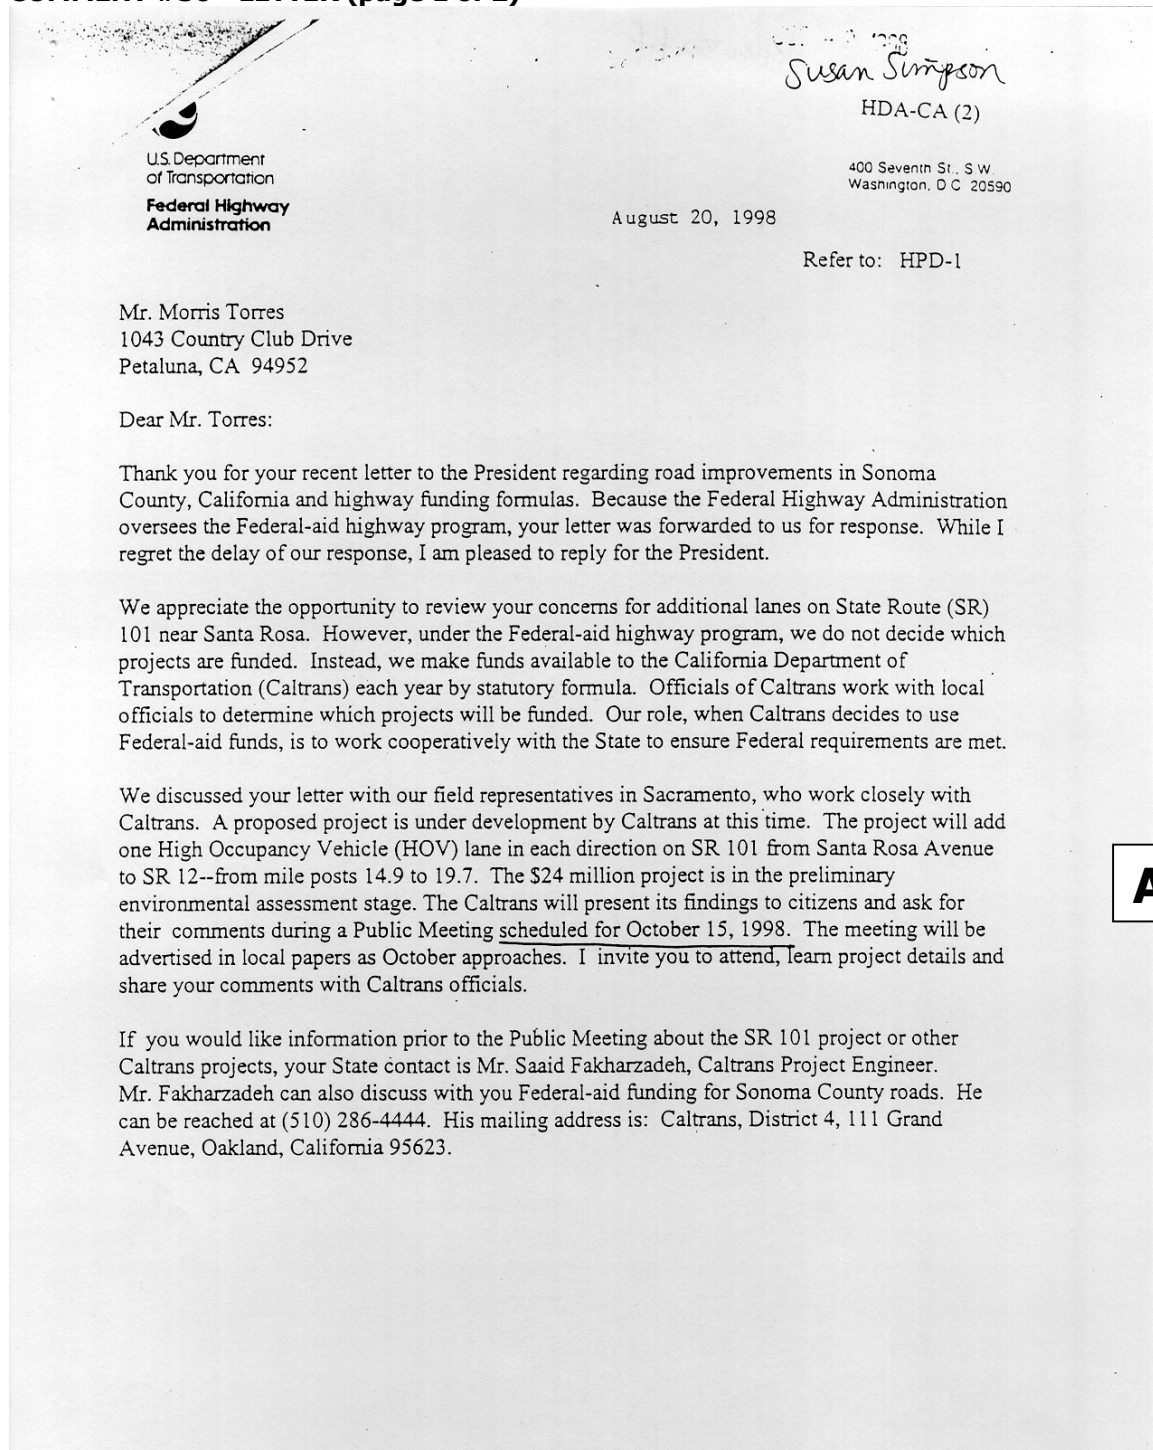 Susan Simpson
HDA-CA (2)
U.S. Department
of Transportation
Federal Highway
Administration
400 Seventh St., S.W.
Washington, D.C. 20590
August 20, 1998
Refer to: HPD-1
Mr. Morris Torres
1043 Country Club Drive
Petaluna, CA 94952
Dear Mr. Torres:
Thank you for your recent letter to the President regarding road improvements in Sonoma
County, California and highway funding formulas. Because the Federal Highway Administration
oversees the Federal-aid highway program, your letter was forwarded to us for response. While I
regret the delay of our response, I am pleased to reply for the President.
We appreciate the opportunity to review your concerns for additional lanes on State Route (SR)
101 near Santa Rosa. However, under the Federal-aid highway program, we do not decide which
projects are funded. Instead, we make funds available to the California Department of
Transportation (Caltrans) each year by statutory formula. Officials of Caltrans work with local
officials to determine which projects will be funded. Our role, when Caltrans decides to use
Federal-aid funds, is to work cooperatively with the State to ensure Federal requirements are met.
We discussed your letter with our field representatives in Sacramento, who work closely with
Caltrans. A proposed project is under development by Caltrans at this time. The project will add
one High Occupancy Vehicle (HOV) lane in each direction on SR 101 from Santa Rosa Avenue
to SR 12--from mile posts 14.9 to 19.7. The $24 million project is in the preliminary
environmental assessment stage. The Caltrans will present its findings to citizens and ask for
their comments during a Public Meeting scheduled for October 15, 1998. The meeting will be
advertised in local papers as October approaches. I invite you to attend, learn project details and
share your comments with Caltrans officials.
If you would like information prior to the Public Meeting about the SR 101 project or other
Caltrans projects, your State contact is Mr. Saaid Fakharzadeh, Caltrans Project Engineer.
Mr. Fakharzadeh can also discuss with you Federal-aid funding for Sonoma County roads. He
can be reached at (510) 286-4444. His mailing address is: Caltrans, District 4, 111 Grand
Avenue, Oakland, California 95623.
A